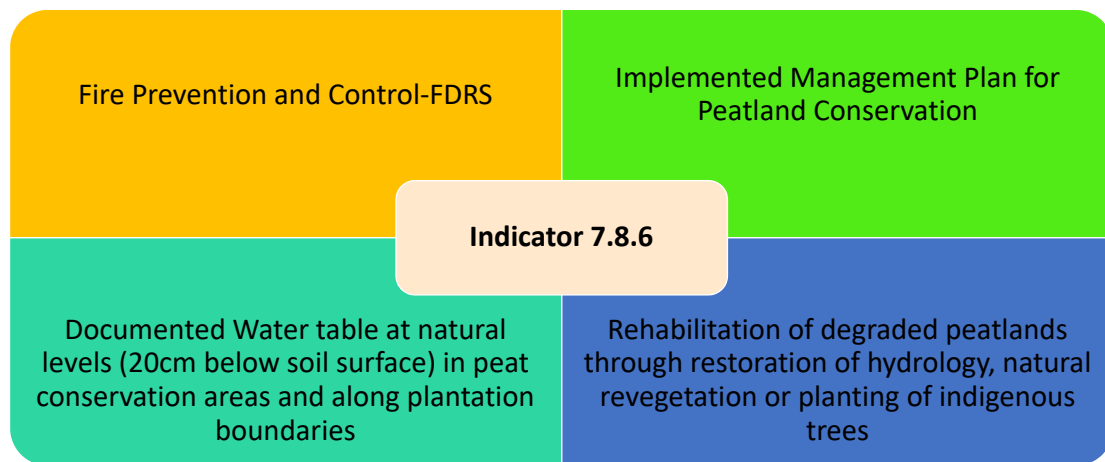 Fire Prevention and Control-FDRS
Implemented Management Plan for
Peatland Conservation
Indicator 7.8.6
Documented Water table at natural
levels (20cm below soil surface) in peat
conservation areas and along plantation
boundaries
Rehabilitation of degraded peatlands
through restoration of hydrology, natural
revegetation or planting of indigenous
trees